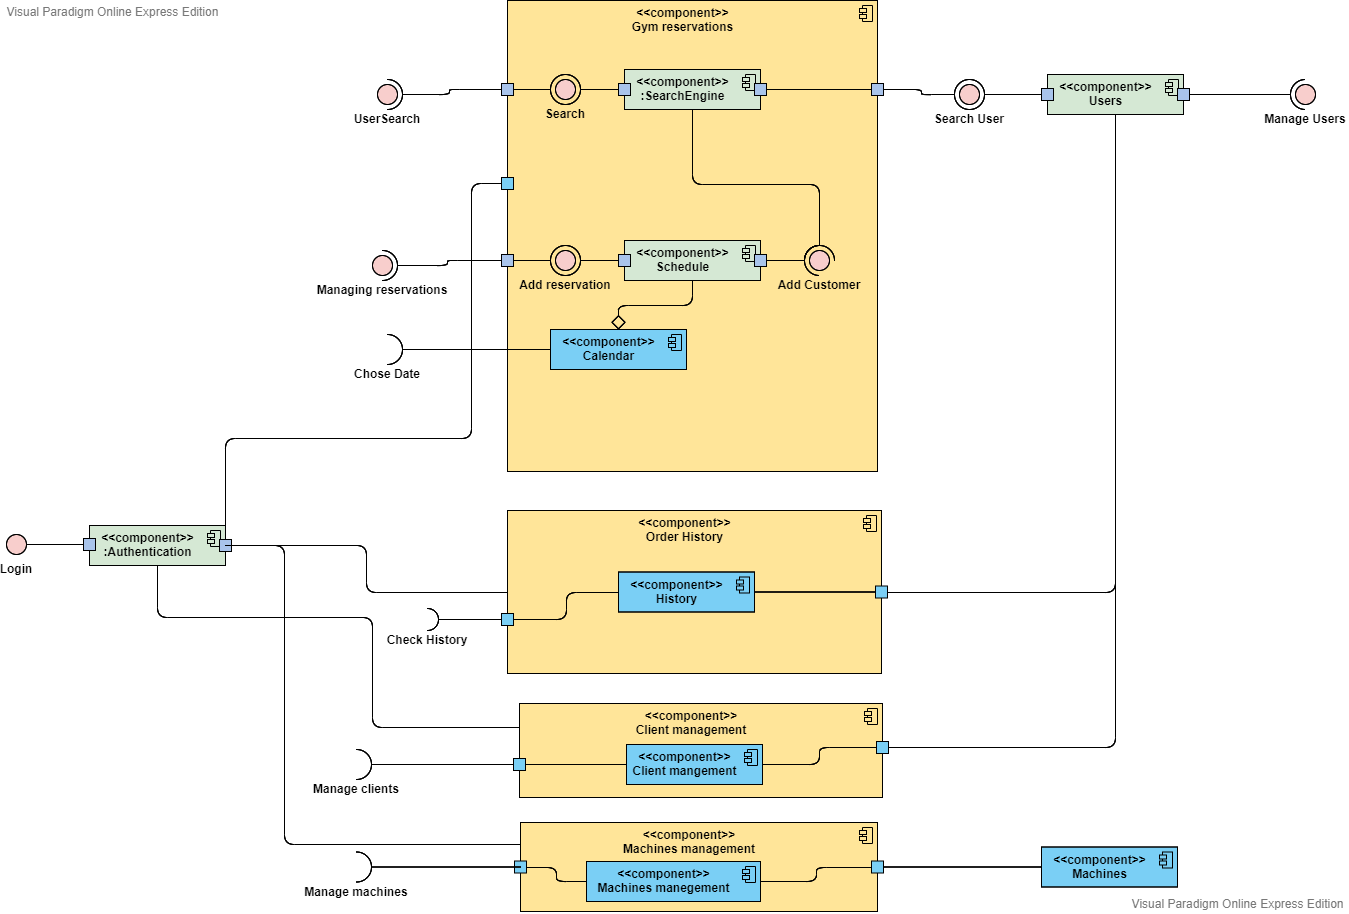 Visual Paradigm Online Express Edition
<<component>>
Gym reservations
<<component>>
:SearchEngine
<<component>>
Users
UserSearch
Search
Search User
Manage Users
<<component>>
Schedule
Managing reservations
Add reservation
Add Customer
<<component>>
Calendar
Chose Date
<<component>>
:Authentication
Login
<<component>>
Order History
<<component>>
History
Check History
<<component>>
Client management
<<component>>
Client mangement
Manage clients
<<component>>
Machines management
<<component>>
Machines manegement
Manage machines
<<component>>
Machines
Visual Paradigm Online Express Edition